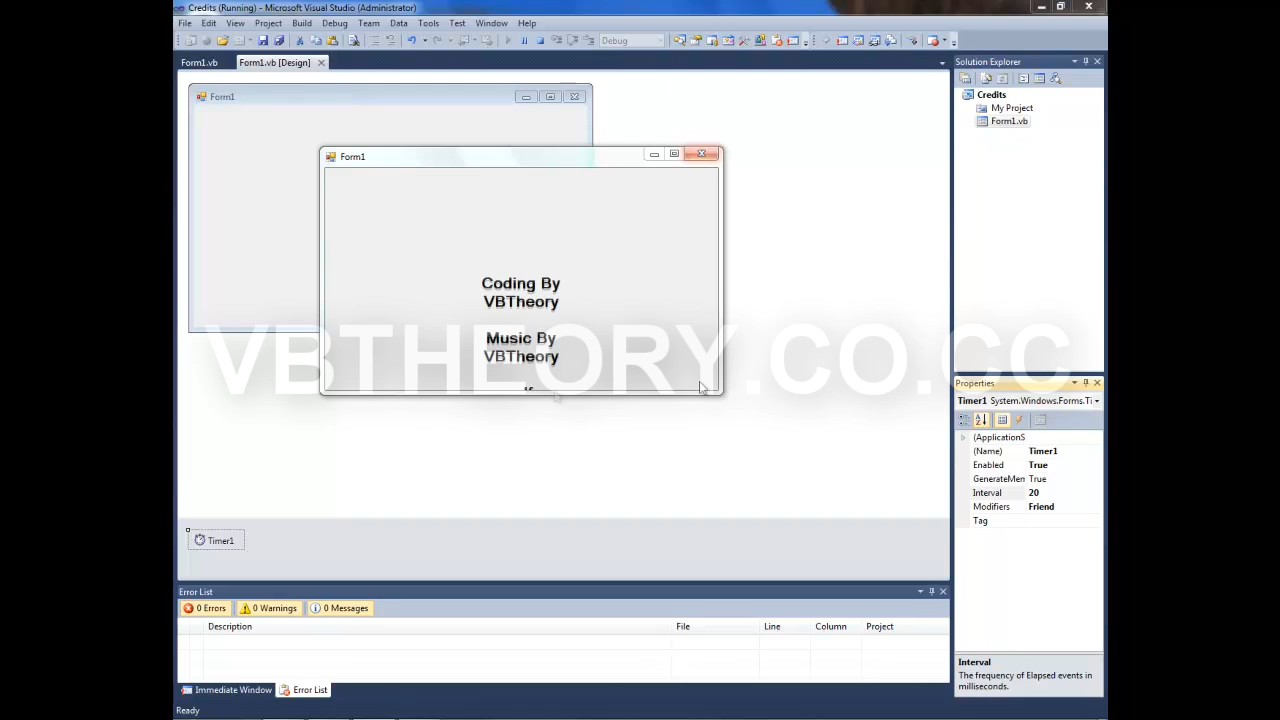 Credits (Running) - Microsoft Visual Studio (Administrator)
File Edit View Project Build Debug Team Data Tools Test Window Help
Debug
Form1.vb Form1.vb [Design]
Form1
Form1
Coding By
VBTheory
Music By
VBTheory
VBTHEORY.CO.CC
Timer1
Error List
0 Errors 0 Warnings 0 Messages
Description File Line Column Project
Immediate Window Error List
Ready
Solution Explorer
Credits
My Project
Form1.vb
Properties
Timer1 System.Windows.Forms.Ti
(ApplicationS
(Name) Timer1
Enabled True
GenerateMen True
Interval 20
Modifiers Friend
Tag
Interval
The frequency of Elapsed events in
milliseconds.